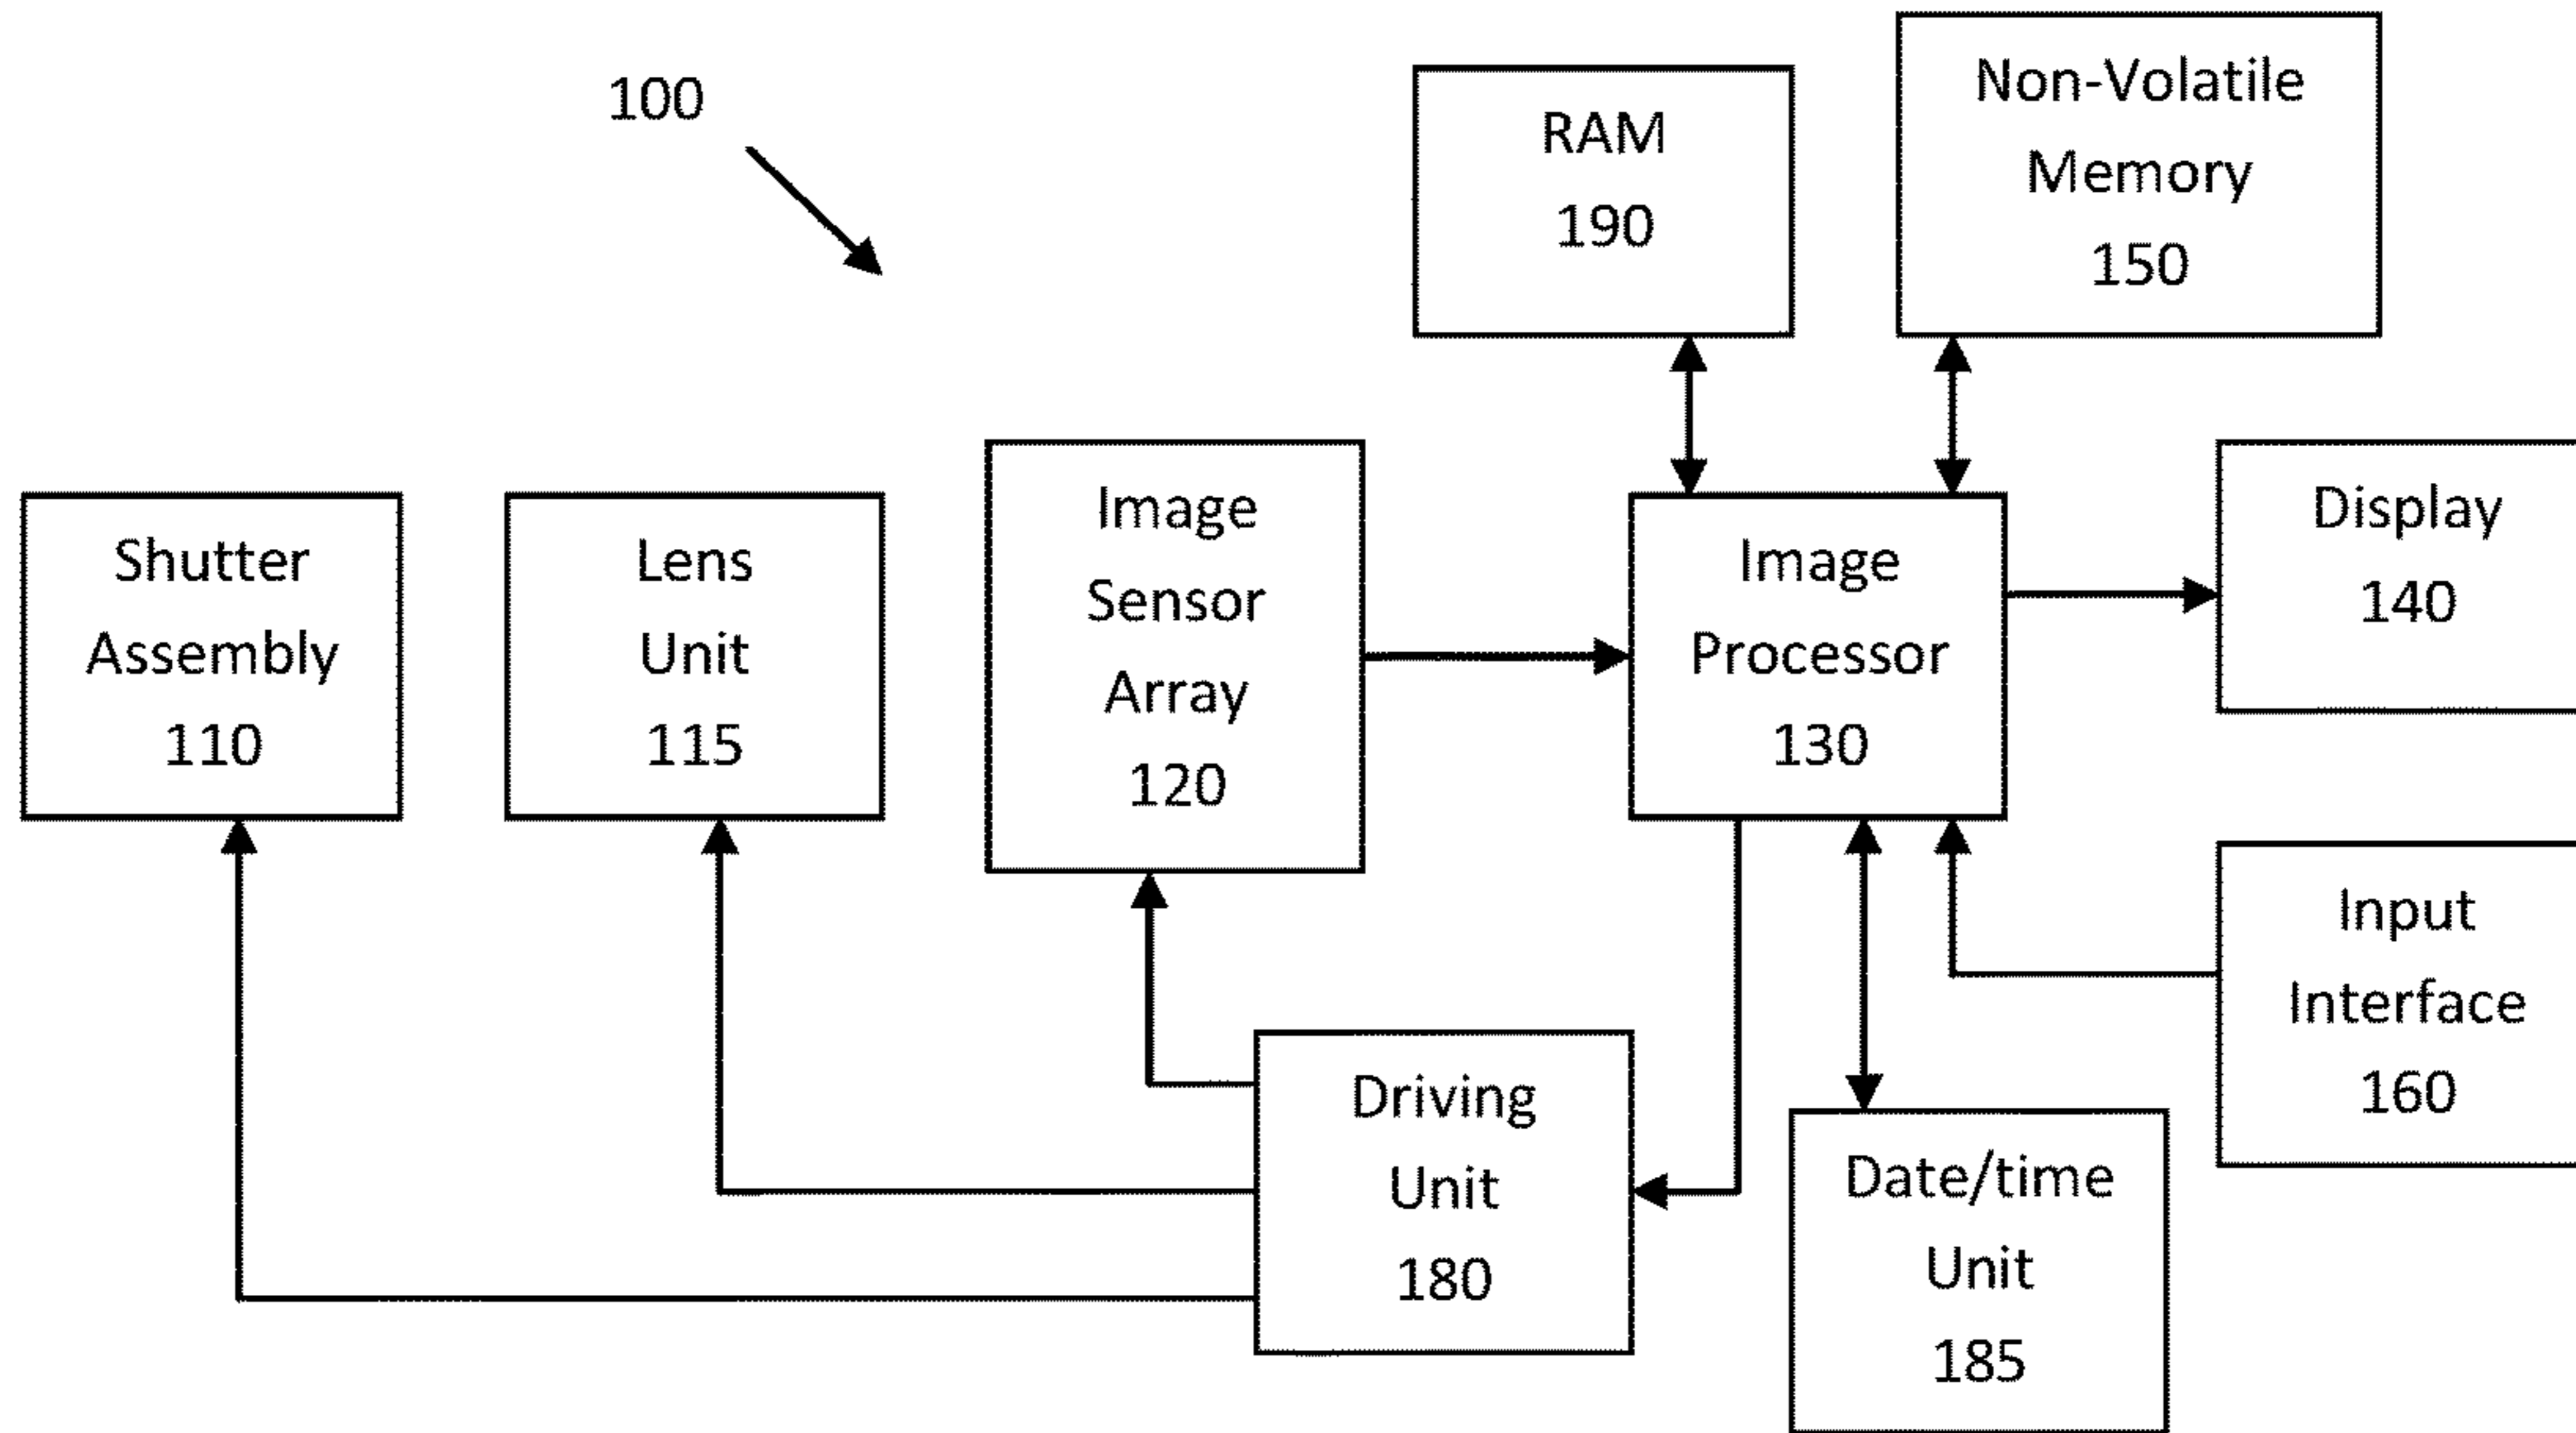 100
RAM
190
Non-Volatile
Memory
150
Shutter
Assembly
110
Lens
Unit
115
Image
Sensor
Array
120
Image
Processor
130
Display
140
Input
Interface
160
Driving
Unit
180
Date/time
Unit
185